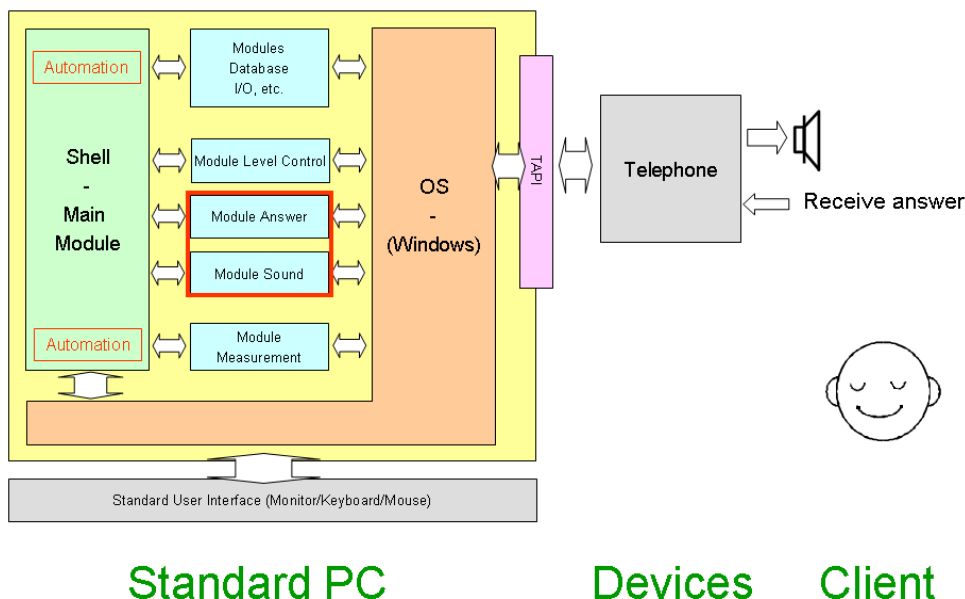 Automation
Shell
-
Main
Module
Automation
Modules
Database
I/O, etc.
Module Level Control
Module Answer
Module Sound
Module
Measurement
OS
-
(Windows)
TAPI
Telephone
Receive answer
Standard User Interface (Monitor/Keyboard/Mouse)
Standard PC
Devices
Client